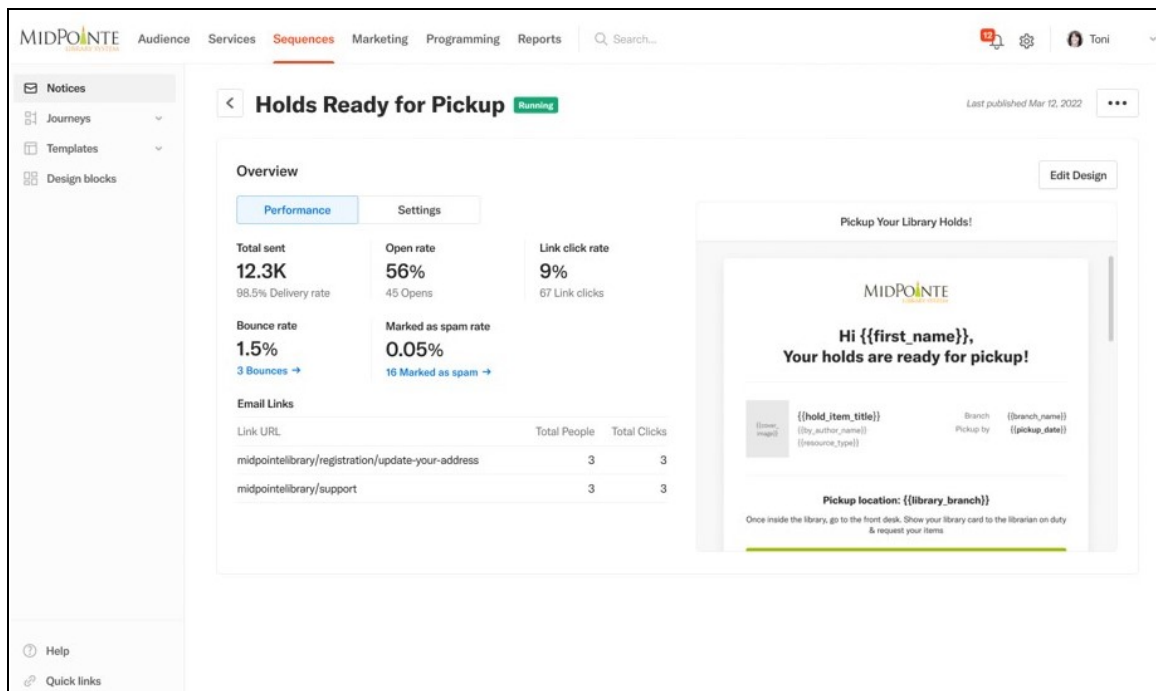 MIDPOINTE
LIBRARY SYSTEM
Audience
Services
Sequences
Marketing
Programming
Reports
Search...
12
Toni
Notices
Journeys
Templates
Design blocks
Help
Quick links
Holds Ready for Pickup
Running
Last published Mar 12, 2022
Overview
Edit Design
Performance
Settings
Total sent
12.3K
98.5% Delivery rate
Open rate
56%
45 Opens
Link click rate
9%
67 Link clicks
Bounce rate
1.5%
3 Bounces →
Marked as spam rate
0.05%
16 Marked as spam →
Email Links
Link URL Total People Total Clicks
midpointelibrary/registration/update-your-address 3 3
midpointelibrary/support 3 3
Pickup Your Library Holds!
MIDPOINTE
LIBRARY SYSTEM
Hi {{first_name}},
Your holds are ready for pickup!
{{cover_
image}}
{{hold_item_title}}
{{by_author_name}}
{{resource_type}}
Branch {{branch_name}}
Pickup by {{pickup_date}}
Pickup location: {{library_branch}}
Once inside the library, go to the front desk. Show your library card to the librarian on duty
& request your items